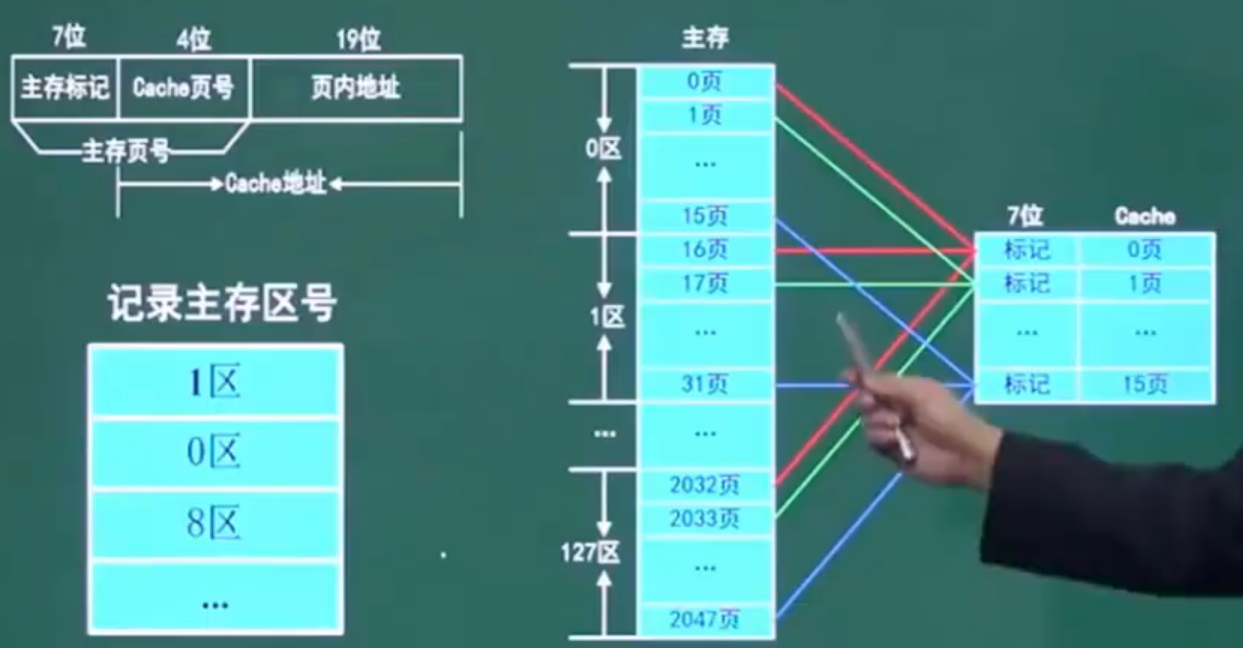 7位 4位 19位
主存标记 Cache页号 页内地址
主存页号
Cache地址
记录主存区号
1区
0区
8区
...
主存
0页
1页
...
15页
16页
17页
...
31页
...
2032页
2033页
...
2047页
0区
1区
...
127区
7位 Cache
标记 0页
标记 1页
... ...
标记 15页